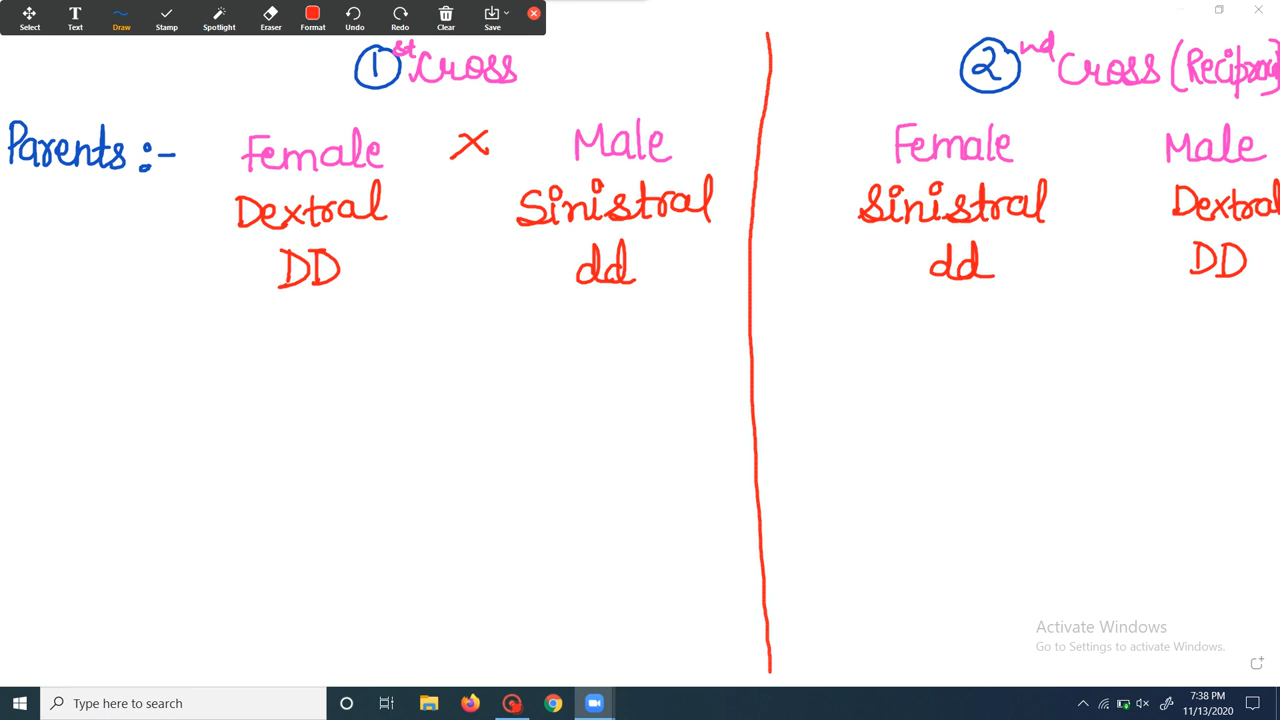 Select Text Draw Stamp Spotlight Eraser Format Undo Redo Clear Save
1st Cross
2nd Cross (Reciproc
Parents :-
Female × Male
Dextral Sinistral
DD dd
Female Male
Sinistral Dextral
dd DD
Activate Windows
Go to Settings to activate Windows.
Type here to search
7:38 PM
11/13/2020